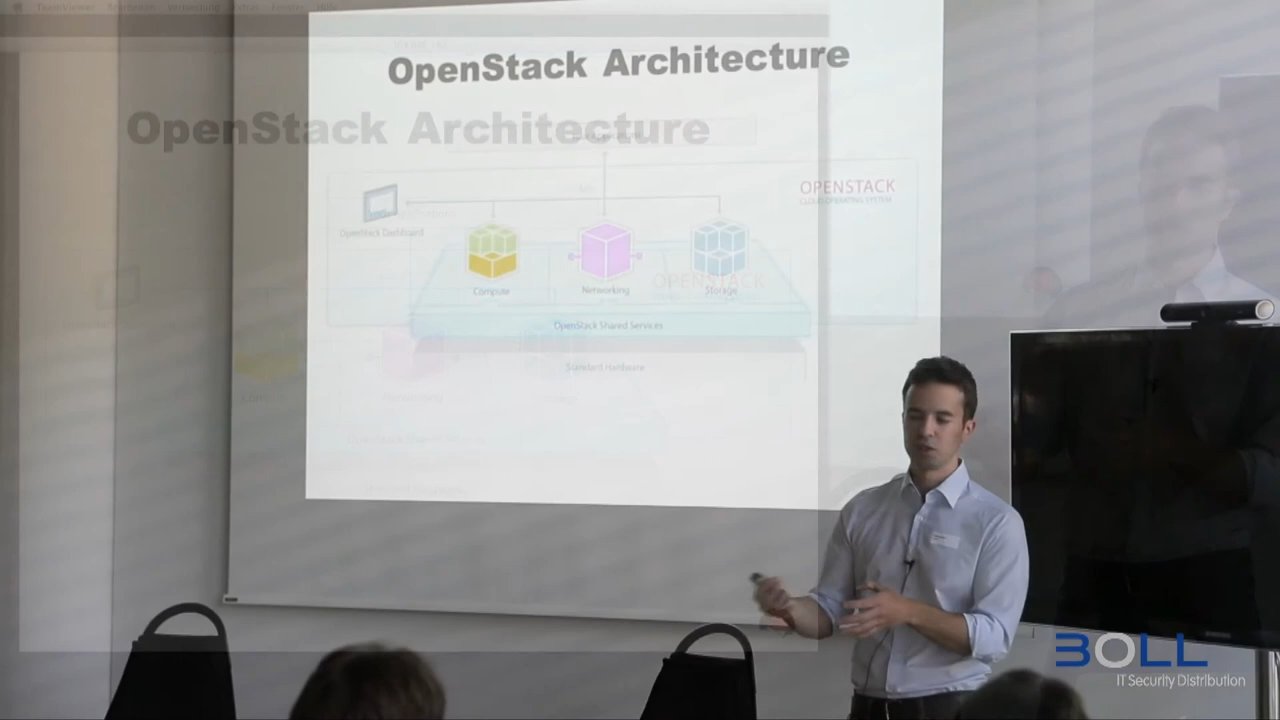 OpenStack Architecture
OpenStack Architecture
OPENSTACK
CLOUD OPERATING SYSTEM
OpenStack Dashboard
Compute
Networking
Storage
OPENSTACK
OpenStack Shared Services
Standard Hardware
BOLL
IT Security Distribution